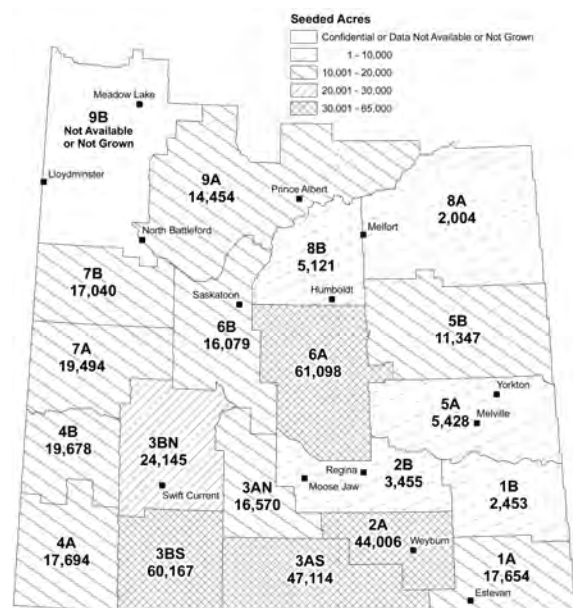 Seeded Acres
Confidential or Data Not Available or Not Grown
1 - 10,000
10,001 - 20,000
20,001 - 30,000
30,001 - 65,000
Meadow Lake
9B
Not Available
or Not Grown
Lloydminster
9A
14,454
Prince Albert
8A
2,004
North Battleford
Melfort
8B
5,121
7B
17,040
Saskatoon
Humboldt
6B
16,079
5B
11,347
7A
19,494
6A
61,098
Yorkton
5A
5,428
Melville
4B
19,678
3BN
24,145
Swift Current
3AN
16,570
Regina
Moose Jaw
2B
3,455
1B
2,453
4A
17,694
3BS
60,167
3AS
47,114
2A
44,006
Weyburn
1A
17,654
Estevan